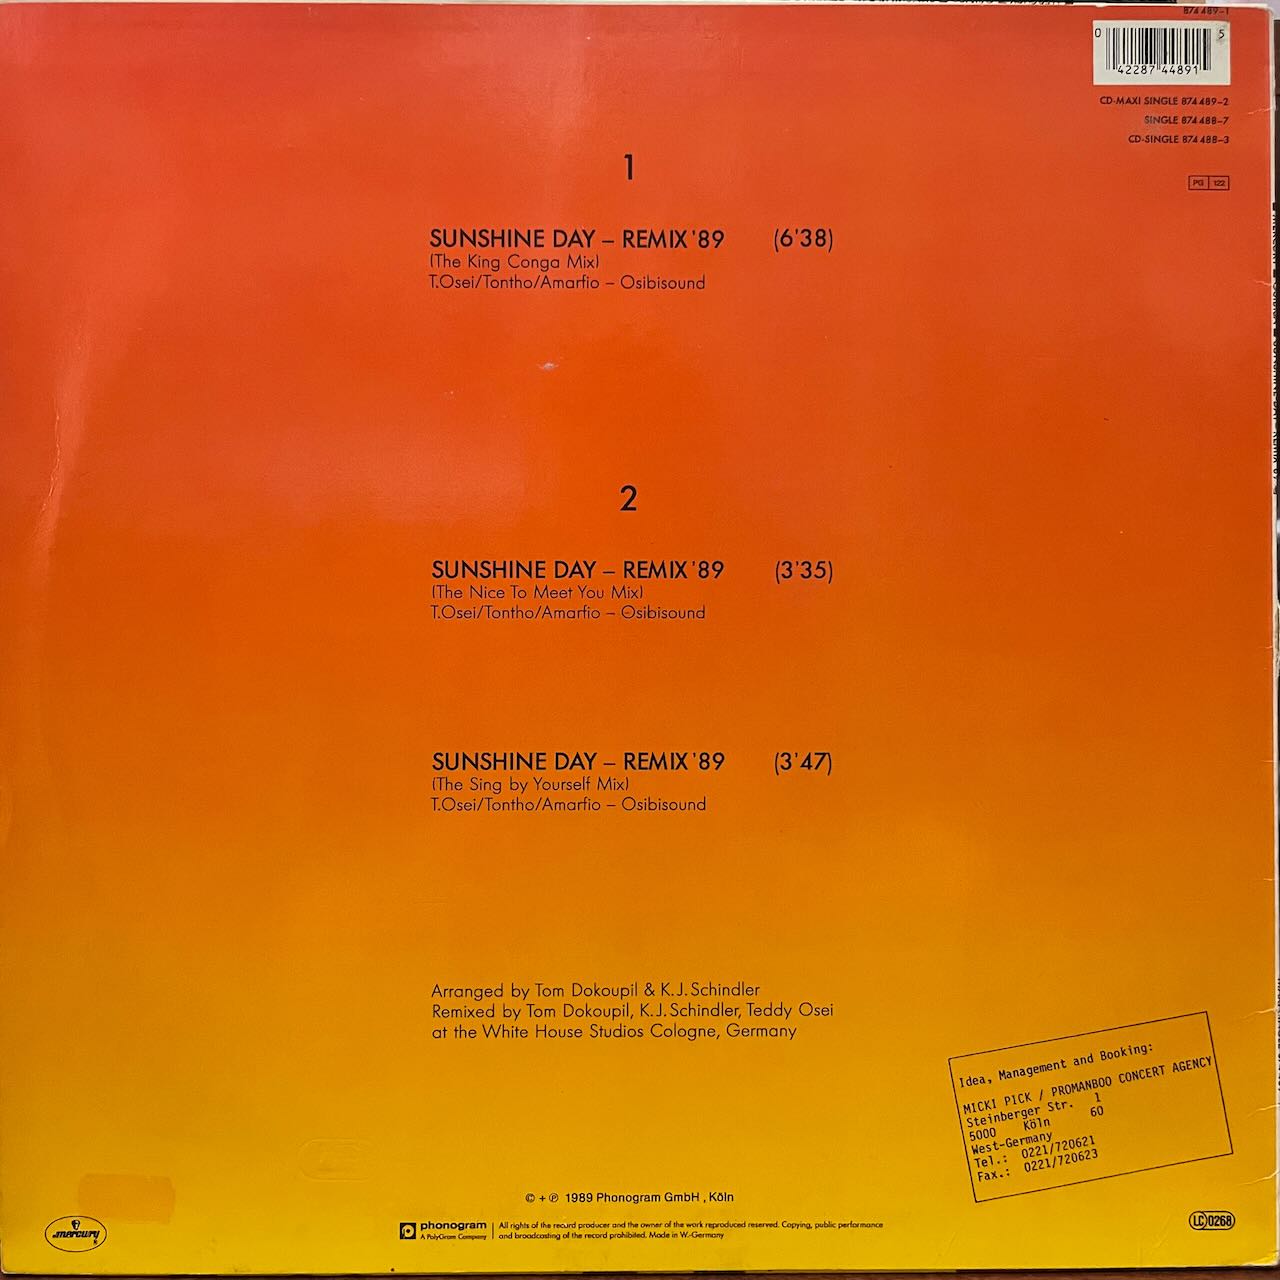 874 489-1
0 42287 44891 5
CD-MAXI SINGLE 874 489-2
SINGLE 874 488-7
CD-SINGLE 874 488-3
PG 122
1
SUNSHINE DAY – REMIX '89 (6'38)
(The King Conga Mix)
T.Osei/Tontho/Amarfio – Osibisound
2
SUNSHINE DAY – REMIX '89 (3'35)
(The Nice To Meet You Mix)
T.Osei/Tontho/Amarfio – Osibisound
SUNSHINE DAY – REMIX '89 (3'47)
(The Sing by Yourself Mix)
T.Osei/Tontho/Amarfio – Osibisound
Arranged by Tom Dokoupil & K.J.Schindler
Remixed by Tom Dokoupil, K.J.Schindler, Teddy Osei
at the White House Studios Cologne, Germany
Idea, Management and Booking:
MICKI PICK / PROMANBOO CONCERT AGENCY
Steinberger Str. 1
5000 Köln 60
West-Germany
Tel.: 0221/720621
Fax.: 0221/720623
© + ℗ 1989 Phonogram GmbH , Köln
mercury
phonogram
A PolyGram Company
All rights of the record producer and the owner of the work reproduced reserved. Copying, public performance
and broadcasting of the record prohibited. Made in W.-Germany
LC 0268